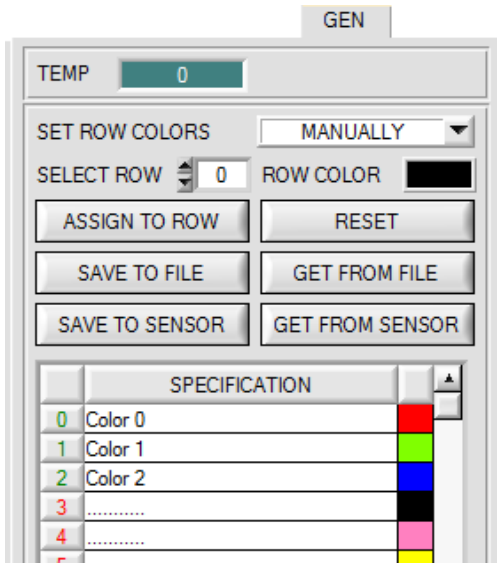 GEN
TEMP 0
SET ROW COLORS MANUALLY
SELECT ROW 0 ROW COLOR
ASSIGN TO ROW RESET
SAVE TO FILE GET FROM FILE
SAVE TO SENSOR GET FROM SENSOR
SPECIFICATION
0 Color 0
1 Color 1
2 Color 2
3 ...........
4 ...........